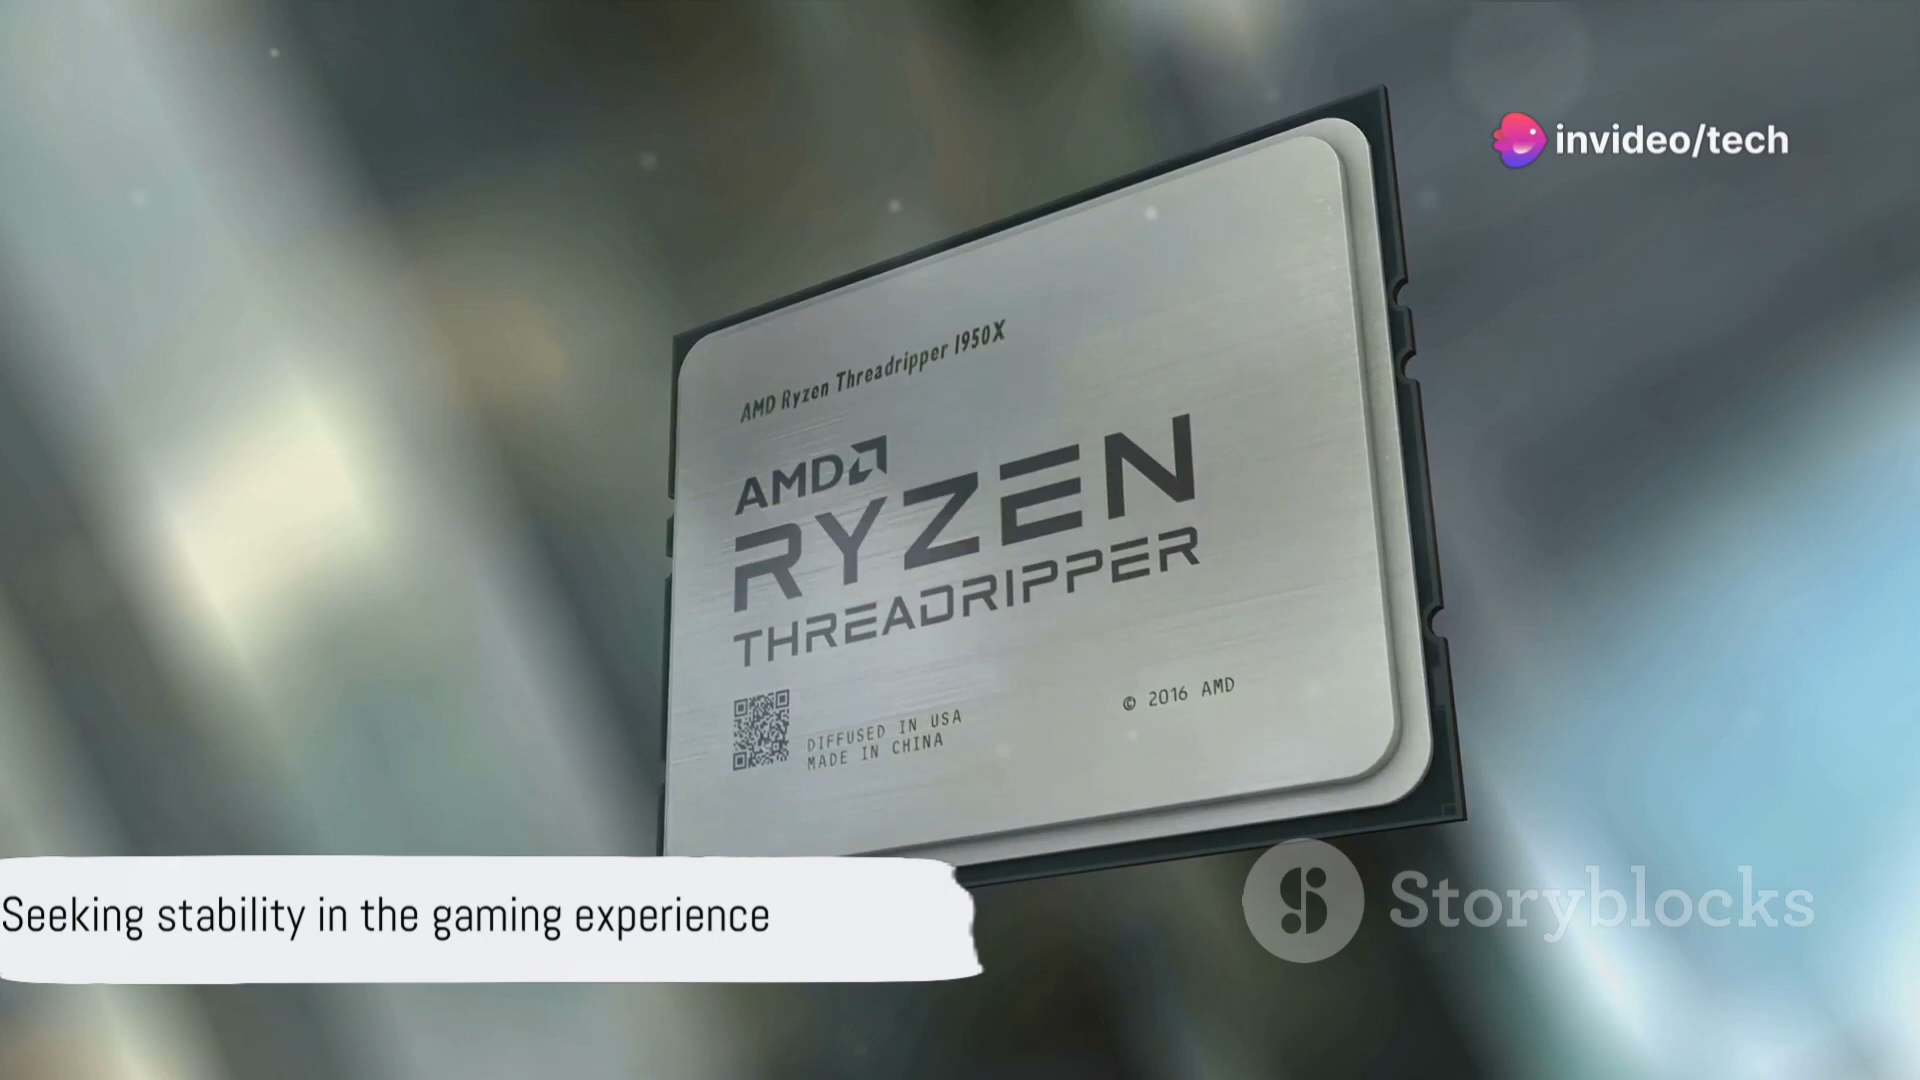 invideo/tech
AMD Ryzen Threadripper 1950X
AMD
RYZEN
THREADRIPPER
DIFFUSED IN USA
MADE IN CHINA
© 2016 AMD
Seeking stability in the gaming experience
Storyblocks